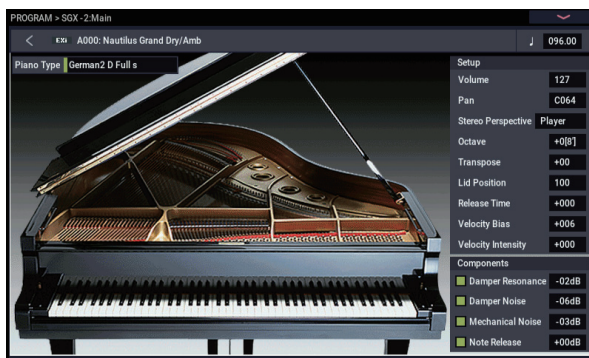 PROGRAM > SGX-2:Main
EXi A000: Nautilus Grand Dry/Amb ♩ 096.00
Piano Type German2 D Full s
Setup
Volume 127
Pan C064
Stereo Perspective Player
Octave +0[8']
Transpose +00
Lid Position 100
Release Time +000
Velocity Bias +006
Velocity Intensity +000
Components
Damper Resonance -02dB
Damper Noise -06dB
Mechanical Noise -03dB
Note Release +00dB